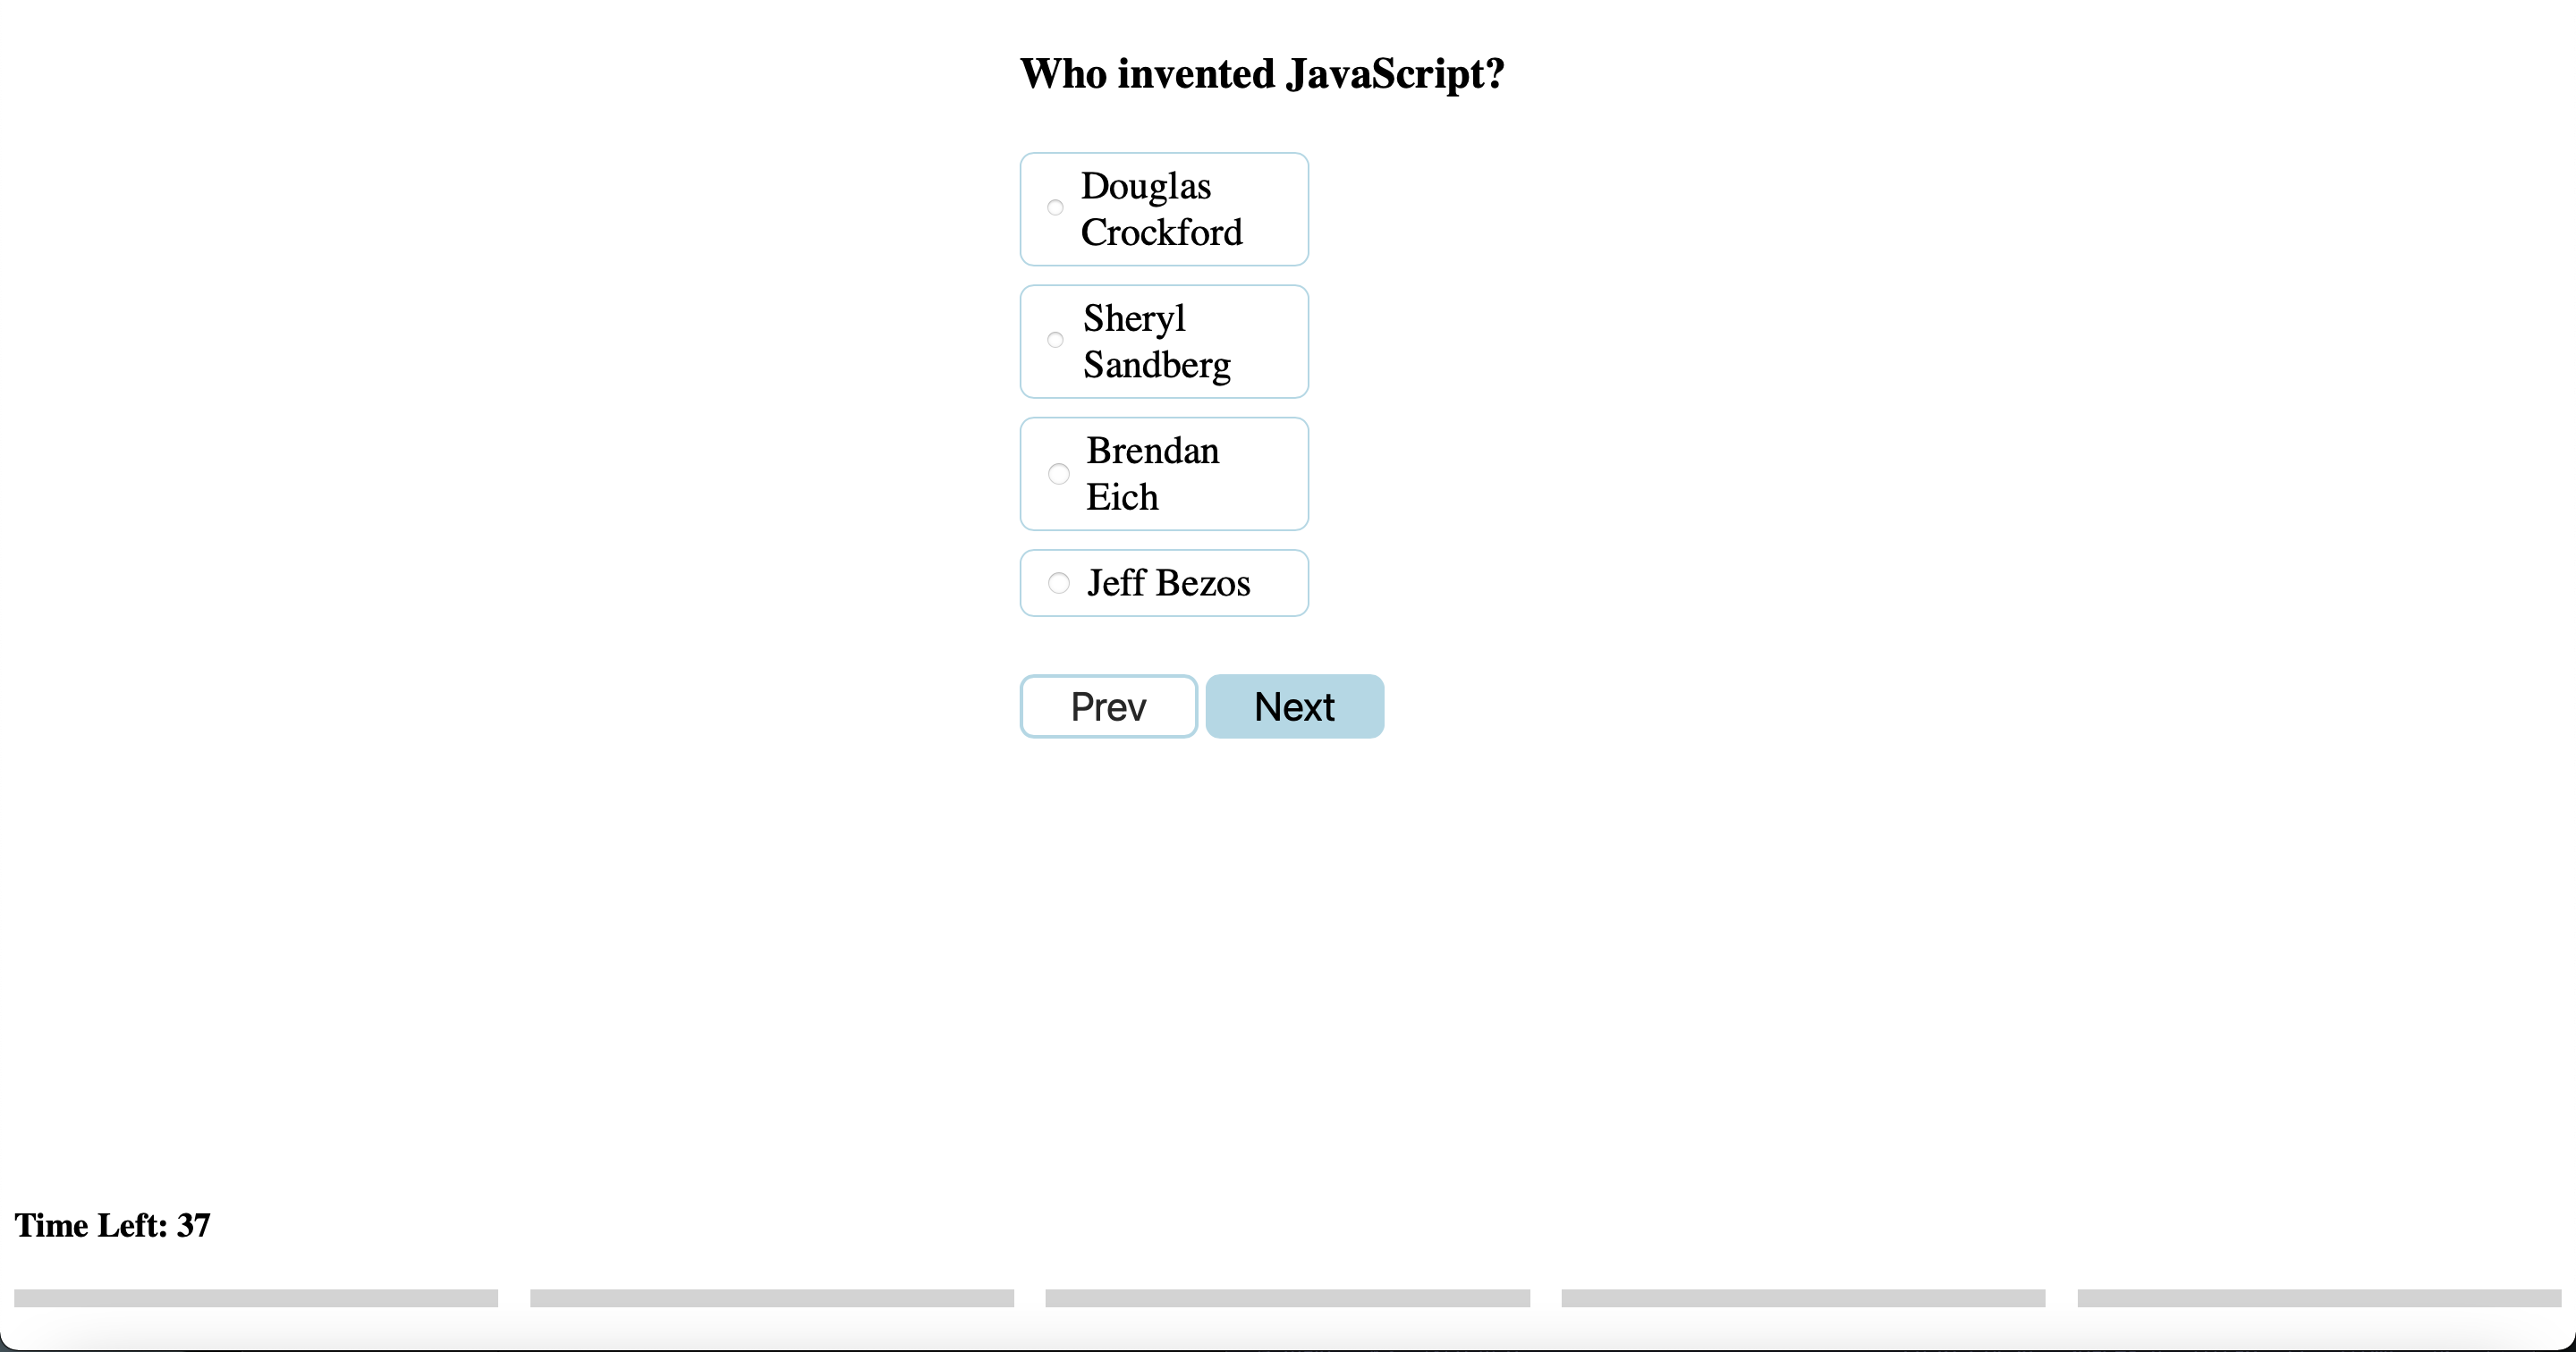 Who invented JavaScript?
Douglas
Crockford
Sheryl
Sandberg
Brendan
Eich
Jeff Bezos
Prev
Next
Time Left: 37